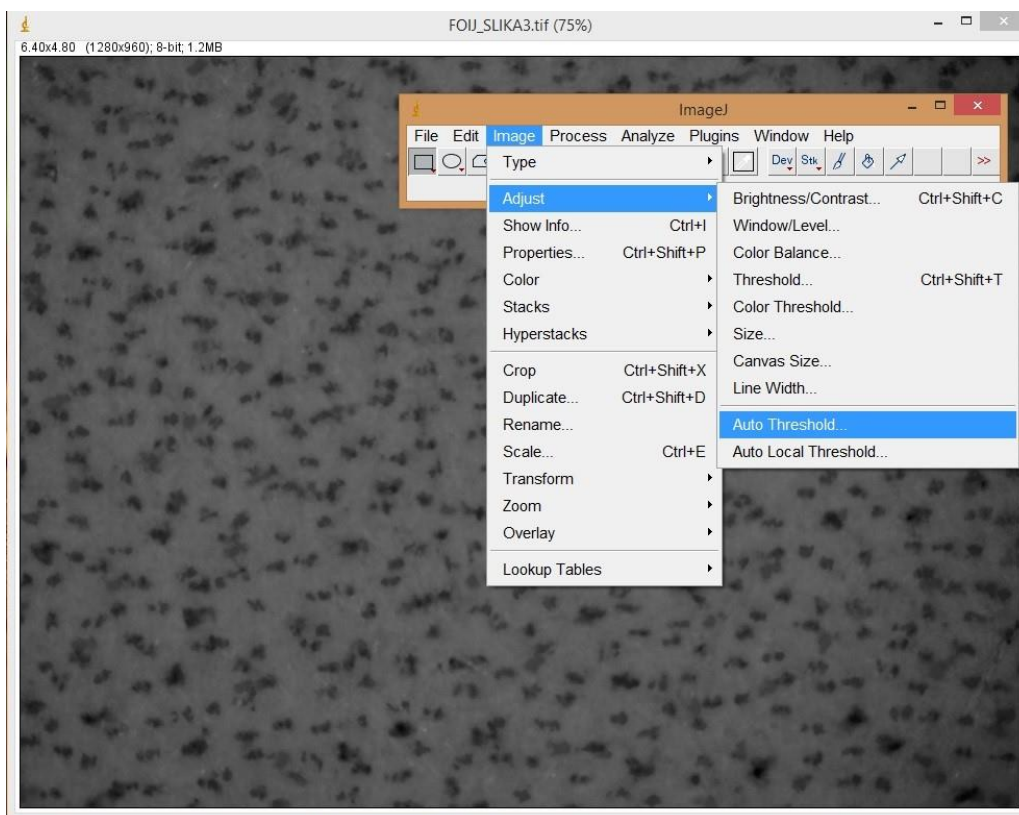 FOIJ_SLIKA3.tif (75%)
6.40x4.80 (1280x960); 8-bit; 1.2MB
ImageJ
File Edit Image Process Analyze Plugins Window Help
Dev Stk >>
Type
Adjust
Show Info... Ctrl+I
Properties... Ctrl+Shift+P
Color
Stacks
Hyperstacks
Crop Ctrl+Shift+X
Duplicate... Ctrl+Shift+D
Rename...
Scale... Ctrl+E
Transform
Zoom
Overlay
Lookup Tables
Brightness/Contrast... Ctrl+Shift+C
Window/Level...
Color Balance...
Threshold... Ctrl+Shift+T
Color Threshold...
Size...
Canvas Size...
Line Width...
Auto Threshold...
Auto Local Threshold...